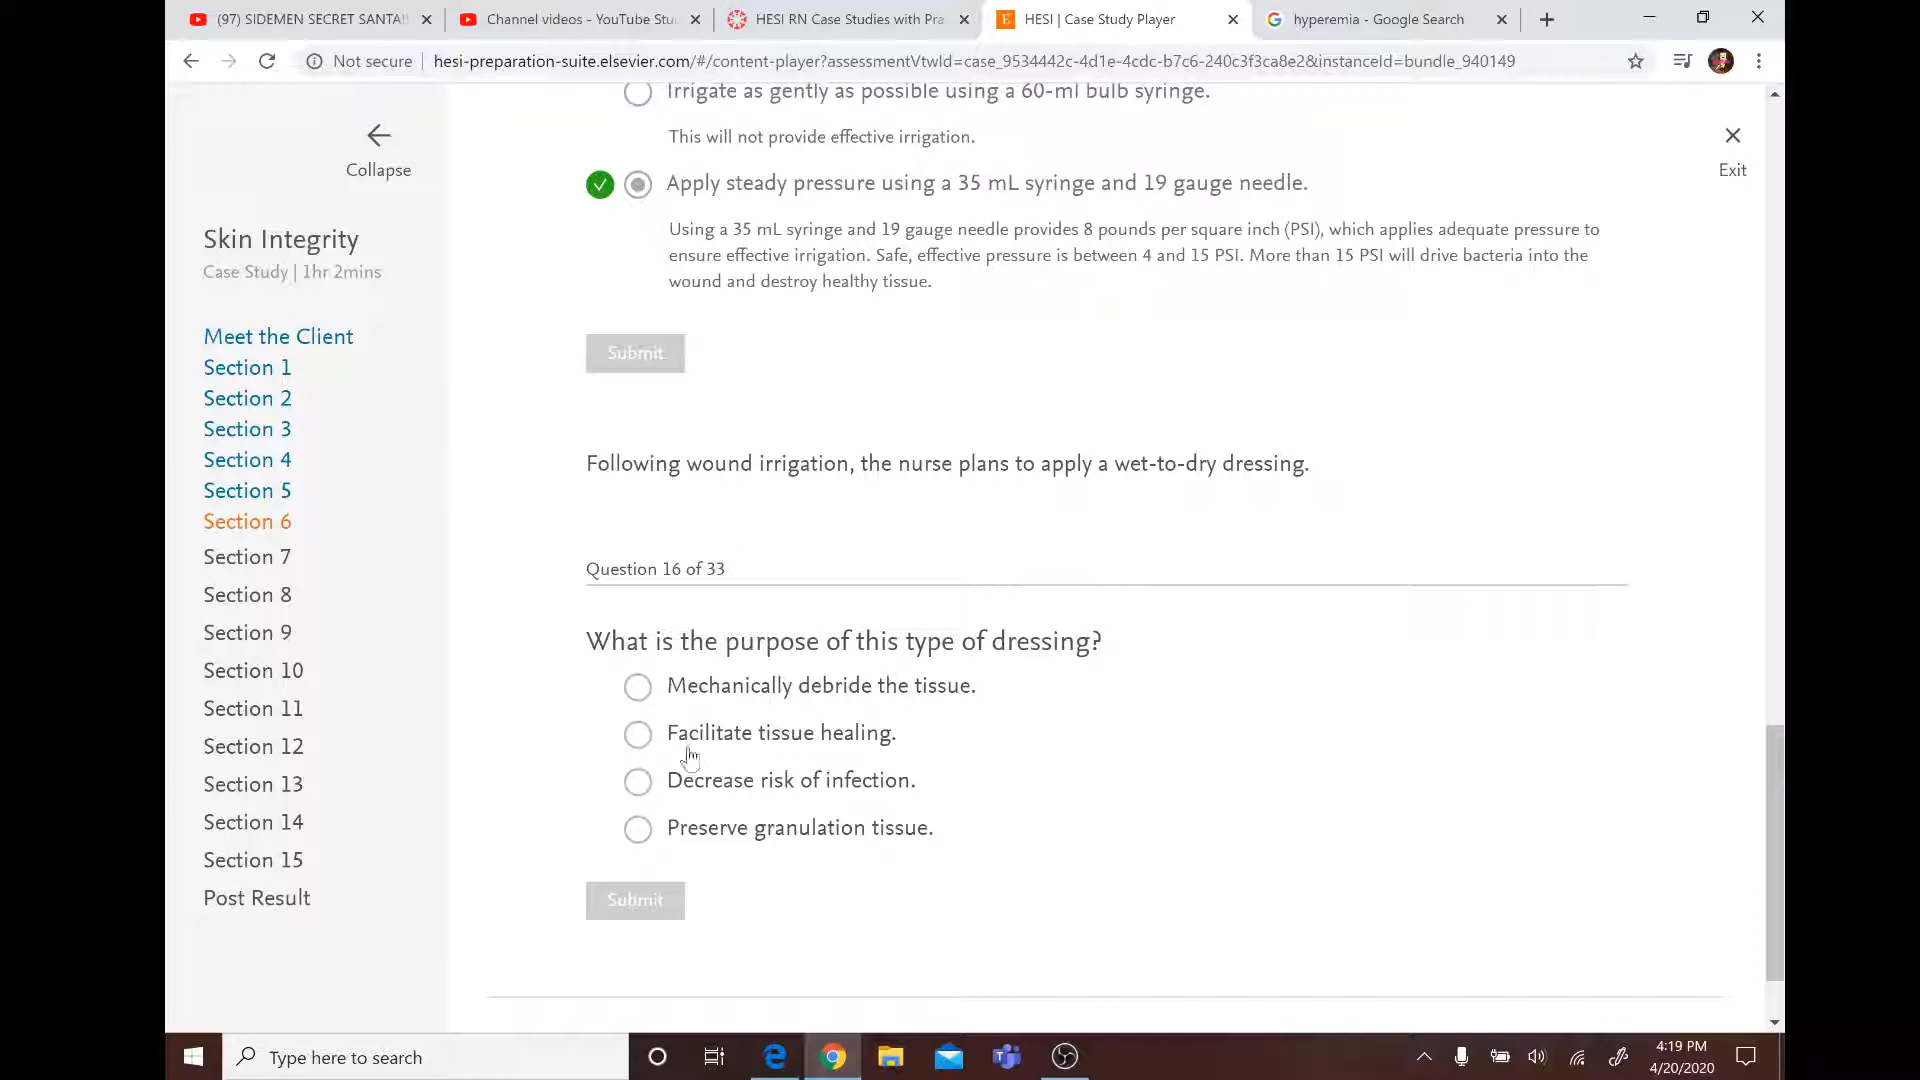 (97) SIDEMEN SECRET SANTA!!
Channel videos - YouTube Stu
HESI RN Case Studies with Pra
HESI | Case Study Player
hyperemia - Google Search
Not secure
hesi-preparation-suite.elsevier.com/#/content-player?assessmentVtwId=case_9534442c-4d1e-4cdc-b7c6-240c3f3ca8e2&instanceId=bundle_940149
Collapse
Skin Integrity
Case Study | 1hr 2mins
Meet the Client
Section 1
Section 2
Section 3
Section 4
Section 5
Section 6
Section 7
Section 8
Section 9
Section 10
Section 11
Section 12
Section 13
Section 14
Section 15
Post Result
Irrigate as gently as possible using a 60-ml bulb syringe.
This will not provide effective irrigation.
Exit
Apply steady pressure using a 35 mL syringe and 19 gauge needle.
Using a 35 mL syringe and 19 gauge needle provides 8 pounds per square inch (PSI), which applies adequate pressure to
ensure effective irrigation. Safe, effective pressure is between 4 and 15 PSI. More than 15 PSI will drive bacteria into the
wound and destroy healthy tissue.
Submit
Following wound irrigation, the nurse plans to apply a wet-to-dry dressing.
Question 16 of 33
What is the purpose of this type of dressing?
Mechanically debride the tissue.
Facilitate tissue healing.
Decrease risk of infection.
Preserve granulation tissue.
Submit
Type here to search
4:19 PM
4/20/2020